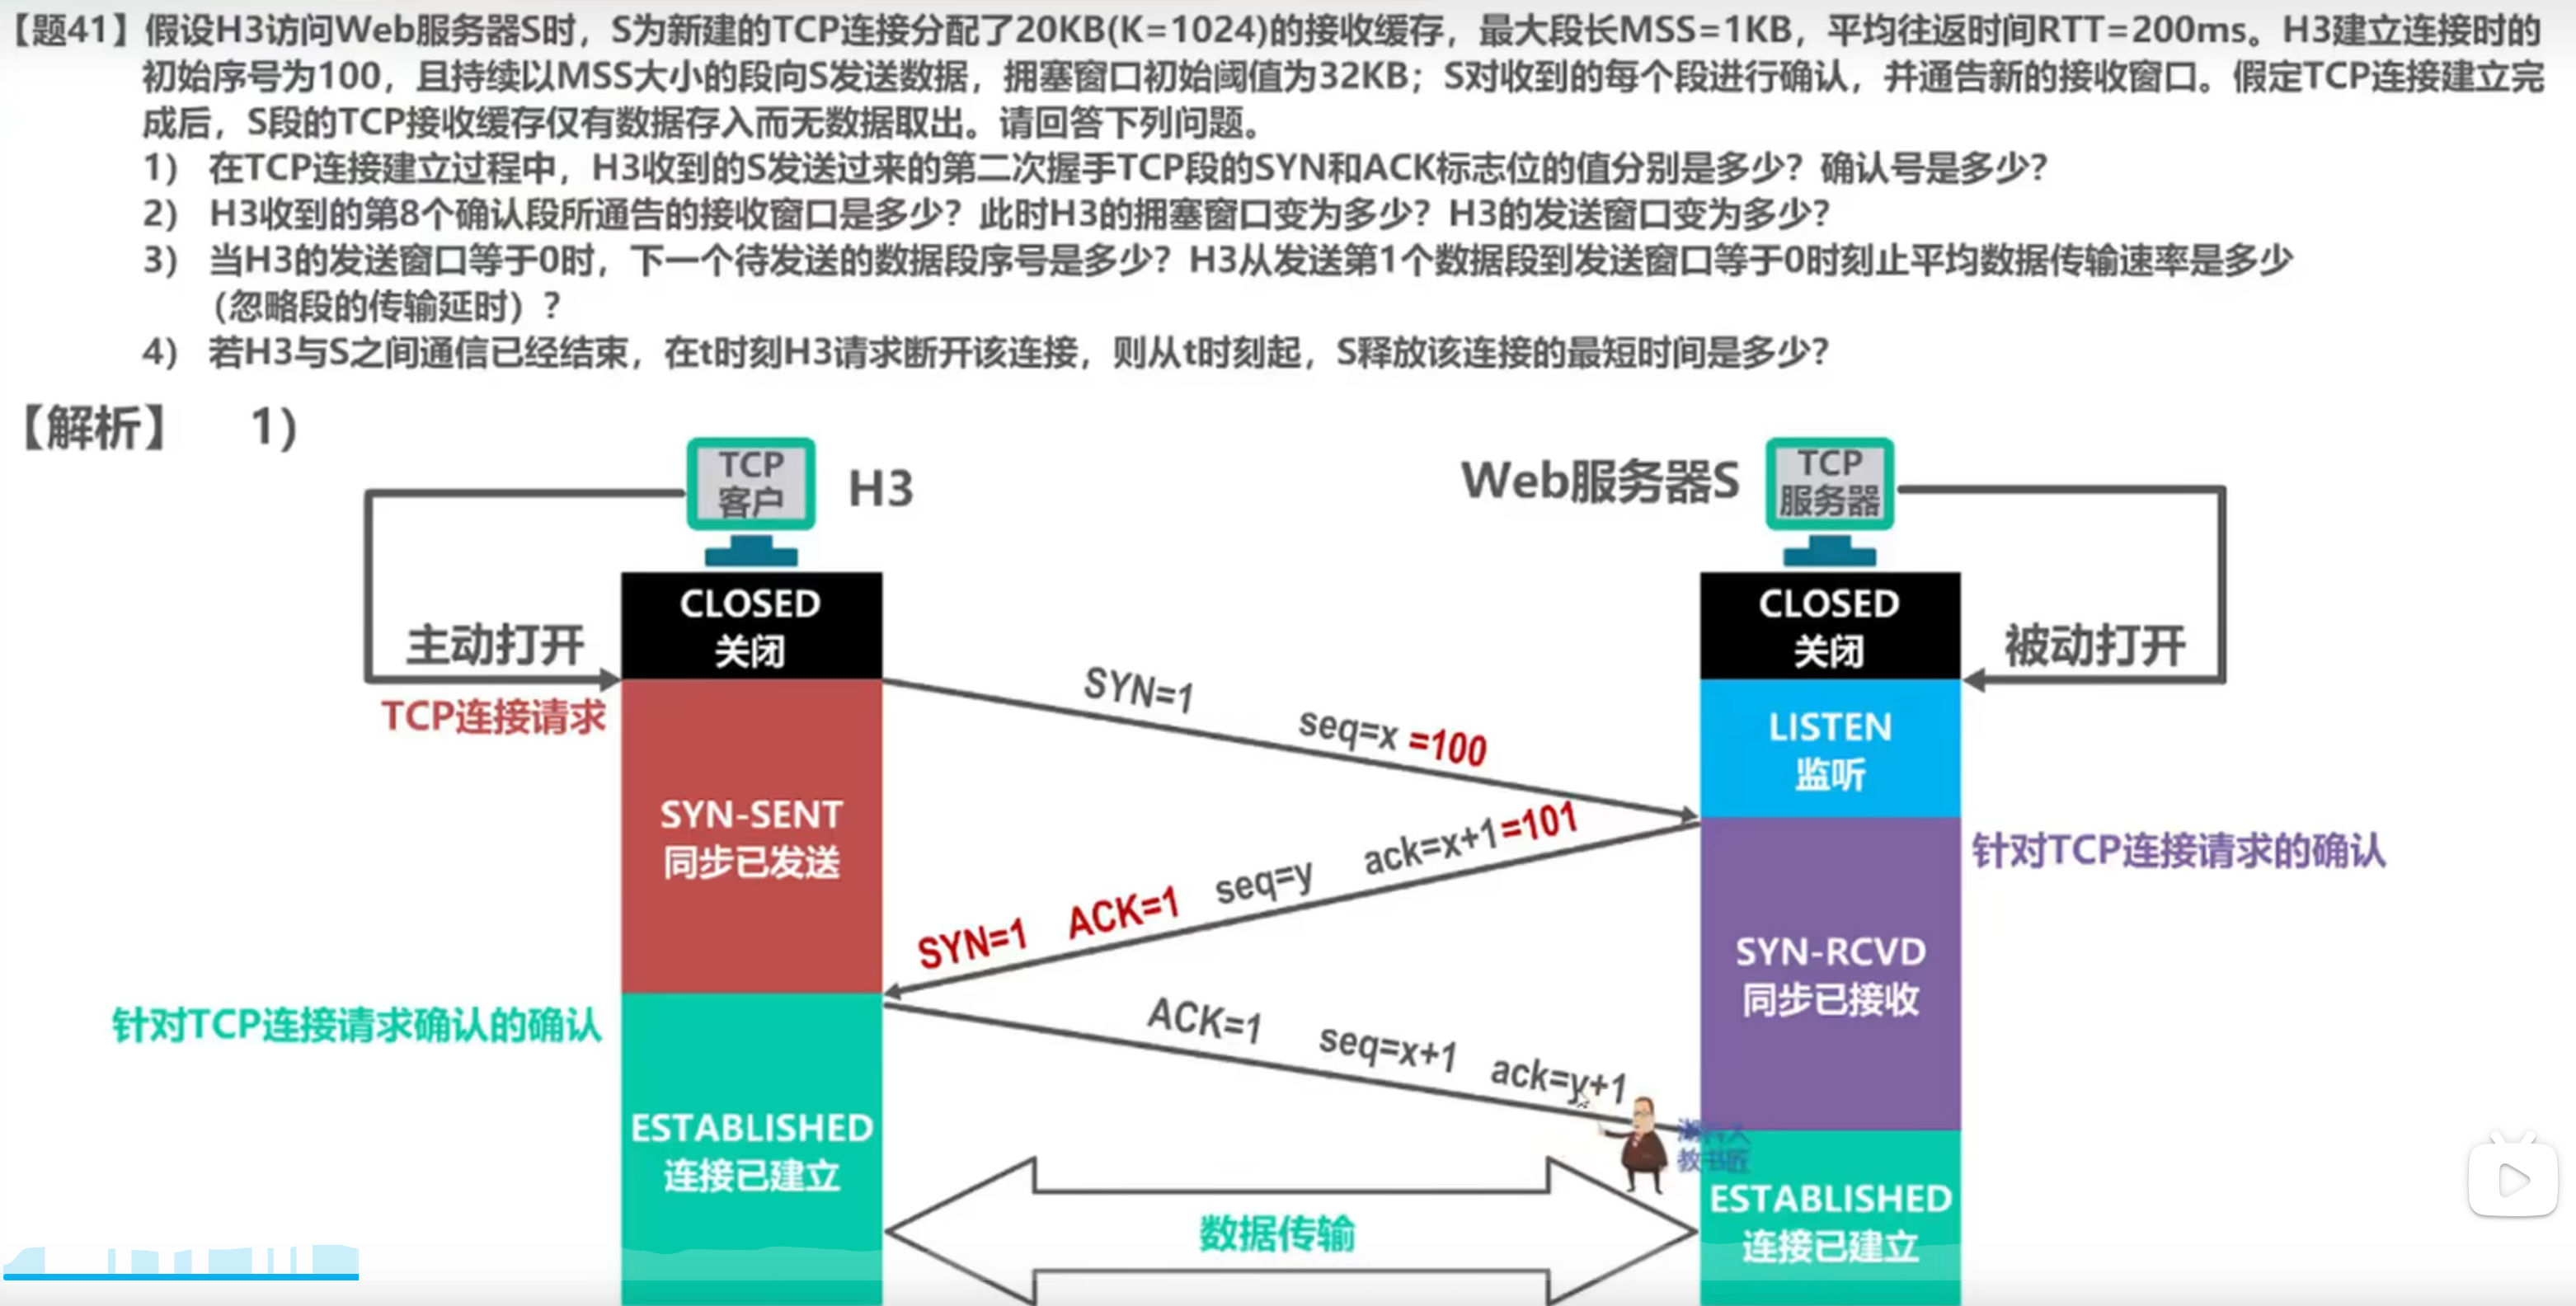 【题41】假设H3访问Web服务器S时，S为新建的TCP连接分配了20KB(K=1024)的接收缓存，最大段长MSS=1KB，平均往返时间RTT=200ms。H3建立连接时的
初始序号为100，且持续以MSS大小的段向S发送数据，拥塞窗口初始阈值为32KB；S对收到的每个段进行确认，并通告新的接收窗口。假定TCP连接建立完
成后，S段的TCP接收缓存仅有数据存入而无数据取出。请回答下列问题。
1） 在TCP连接建立过程中，H3收到的S发送过来的第二次握手TCP段的SYN和ACK标志位的值分别是多少？确认号是多少？
2） H3收到的第8个确认段所通告的接收窗口是多少？此时H3的拥塞窗口变为多少？H3的发送窗口变为多少？
3） 当H3的发送窗口等于0时，下一个待发送的数据段序号是多少？H3从发送第1个数据段到发送窗口等于0时刻止平均数据传输速率是多少
（忽略段的传输延时）？
4） 若H3与S之间通信已经结束，在t时刻H3请求断开该连接，则从t时刻起，S释放该连接的最短时间是多少？
【解析】 1）
TCP
客户
H3
Web服务器S
TCP
服务器
CLOSED
关闭
CLOSED
关闭
主动打开
被动打开
TCP连接请求
SYN=1 seq=x =100
LISTEN
监听
SYN-SENT
同步已发送
SYN=1 ACK=1 seq=y ack=x+1=101
针对TCP连接请求的确认
SYN-RCVD
同步已接收
针对TCP连接请求确认的确认
ACK=1 seq=x+1 ack=y+1
ESTABLISHED
连接已建立
教书匠
ESTABLISHED
连接已建立
数据传输